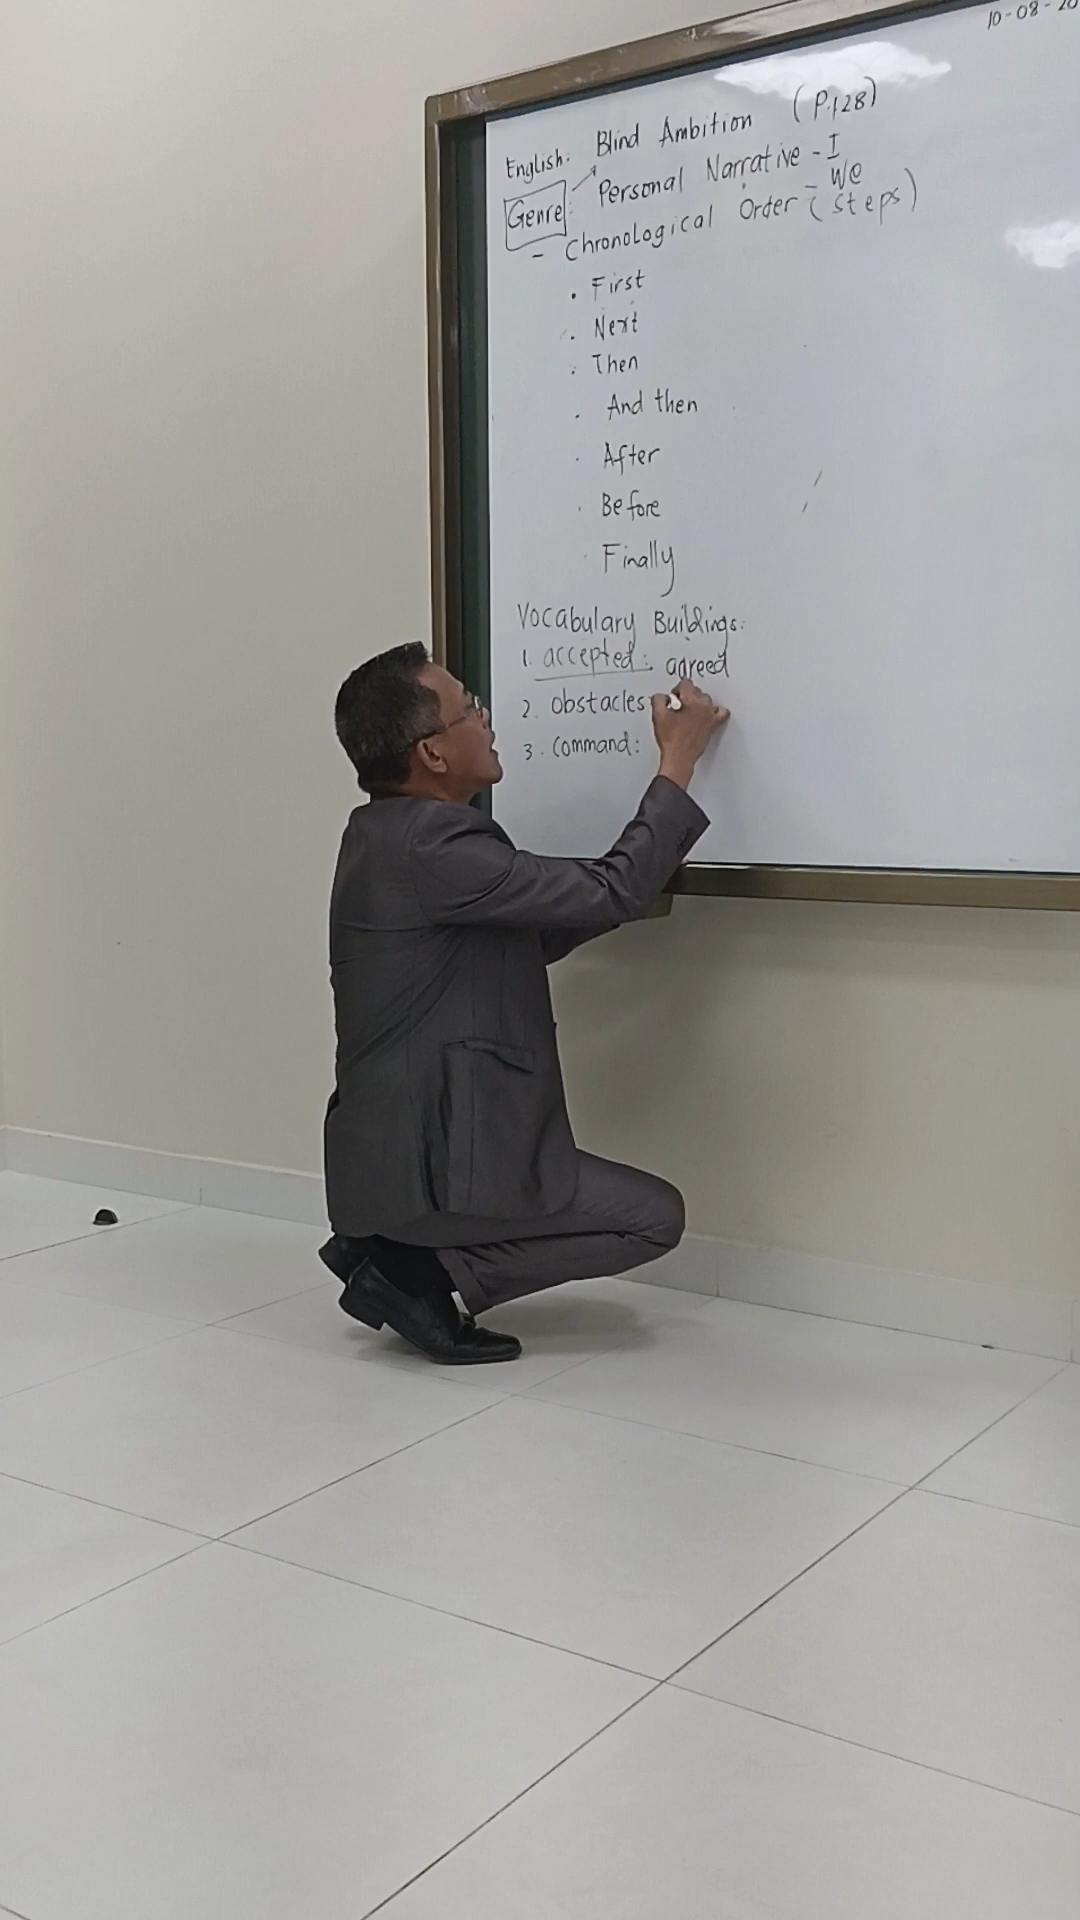 10-08-20
English: Blind Ambition (P.128)
Genre: Personal Narrative - I
- We
- Chronological Order - (steps)
. First
. Next
. Then
. And then
. After
. Before
. Finally
Vocabulary Buildings:
1. accepted: agreed
2. Obstacles
3. Command: